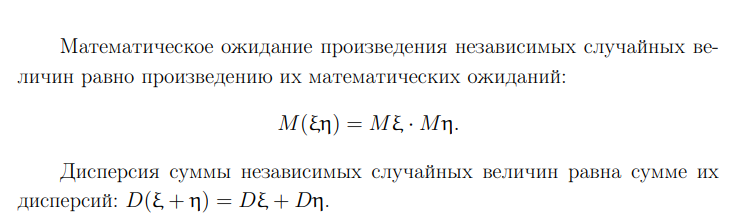 Математическое ожидание произведения независимых случайных ве-
личин равно произведению их математических ожиданий:
M(ξη) = Mξ · Mη.
Дисперсия суммы независимых случайных величин равна сумме их
дисперсий: D(ξ + η) = Dξ + Dη.